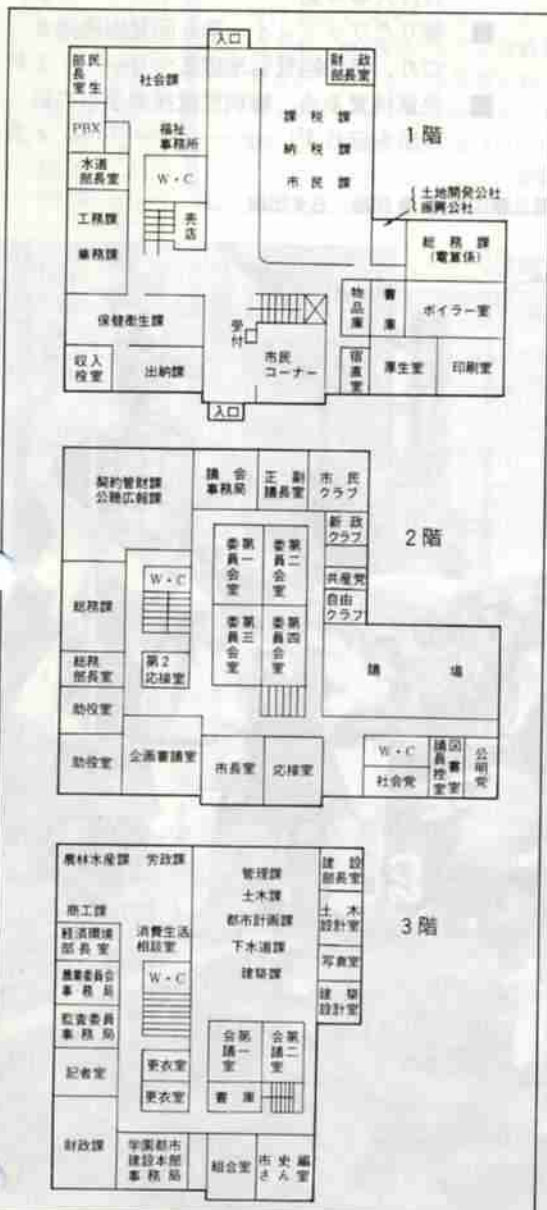 入口
民生部長室
社会課
財政
部長室
PBX
福祉
事務所
課税課
納税課
市民課
1階
水道
部長室
W・C
売店
工務課
業務課
土地開発公社
振興公社
総務課
(電算係)
保健衛生課
受付
市民
コーナー
物品庫
書庫
ボイラー室
収入
役室
出納課
宿直室
厚生室
印刷室
入口
契約管財課
公聴広報課
議会
事務局
正副
議長室
市民
クラブ
2階
新政
クラブ
第一委員会室
第二委員会室
W・C
共産党
自由
クラブ
総務課
第三委員会室
第四委員会室
議場
総務
部長室
第2
応接室
助役室
助役室
企画審議室
市長室
応接室
W・C
社会党
議員控室
図書室
公明党
農林水産課 労政課
管理課
建設
部長室
土木課
3階
商工課
都市計画課
土木
設計室
経済環境
部長室
消費生活
相談室
下水道課
写真室
農業委員会
事務局
W・C
建築課
建築
設計室
監査委員
事務局
第一会議室
第二会議室
記者室
更衣室
更衣室
書庫
財政課
学園都市
建設本部
事務局
組合室
市史編さん室